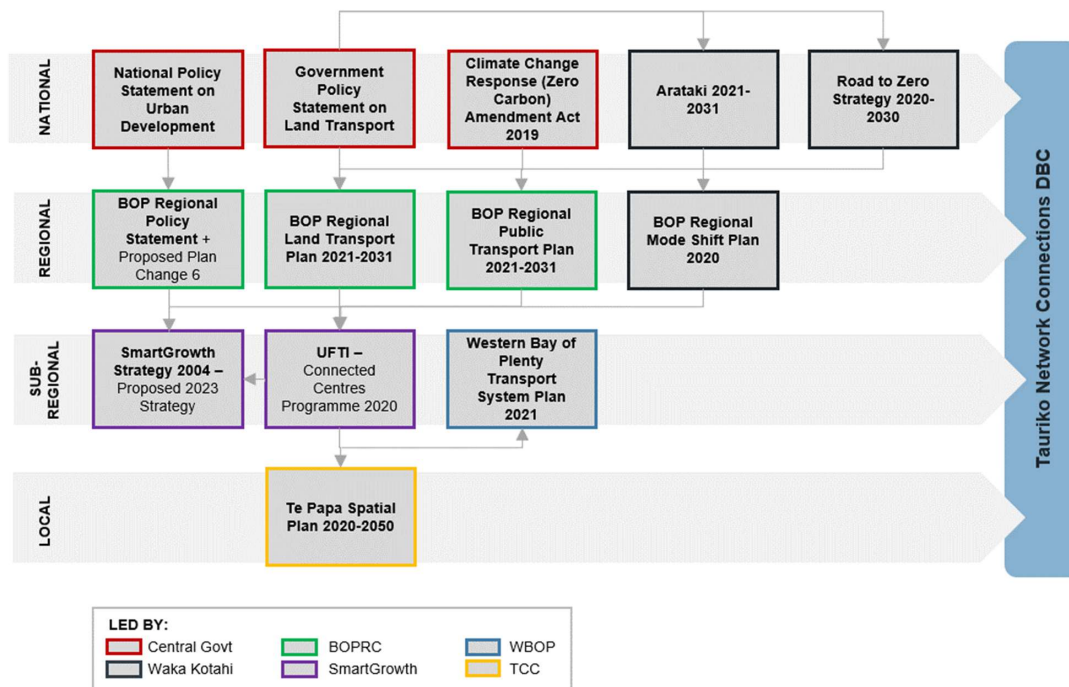 NATIONAL
National Policy
Statement on
Urban
Development
Government
Policy
Statement on
Land Transport
Climate Change
Response (Zero
Carbon)
Amendment Act
2019
Arataki 2021-
2031
Road to Zero
Strategy 2020-
2030
REGIONAL
BOP Regional
Policy
Statement +
Proposed Plan
Change 6
BOP Regional
Land Transport
Plan 2021-2031
BOP Regional
Public
Transport Plan
2021-2031
BOP Regional
Mode Shift Plan
2020
SUB-
REGIONAL
SmartGrowth
Strategy 2004 –
Proposed 2023
Strategy
UFTI –
Connected
Centres
Programme 2020
Western Bay of
Plenty
Transport
System Plan
2021
LOCAL
Te Papa Spatial
Plan 2020-2050
Tauriko Network Connections DBC
LED BY:
Central Govt
BOPRC
WBOP
Waka Kotahi
SmartGrowth
TCC